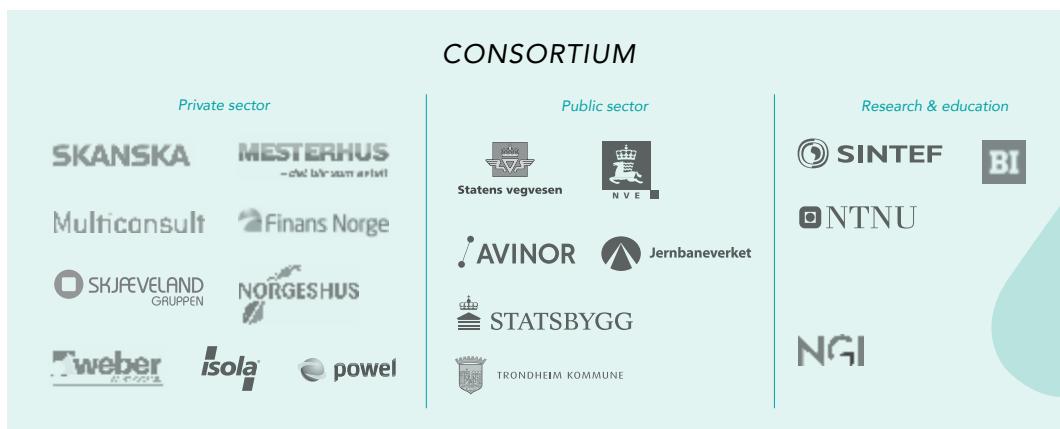 CONSORTIUM
Private sector
SKANSKA
MESTERHUS
Multiconsult
Finans Norge
SKJÆVELAND
GRUPPEN
NORGESHUS
weber
isola
powel
Public sector
Statens vegvesen
NVE
AVINOR
Jernbaneverket
STATSBYGG
TRONDHEIM KOMMUNE
Research & education
SINTEF
BI
NTNU
NGI